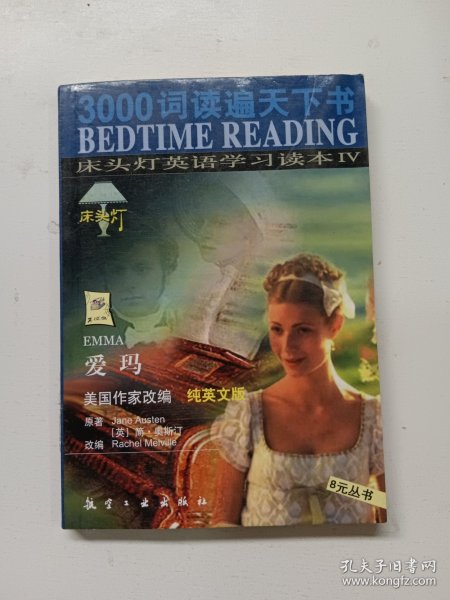 3000词读遍天下书
BEDTIME READING
床头灯英语学习读本 IV
床头灯
EMMA
爱玛
美国作家改编 纯英文版
原著 Jane Austen
[英] 简·奥斯汀
改编 Rachel Melville
8元丛书
航空工业出版社
孔夫子旧书网
www.kongfz.com